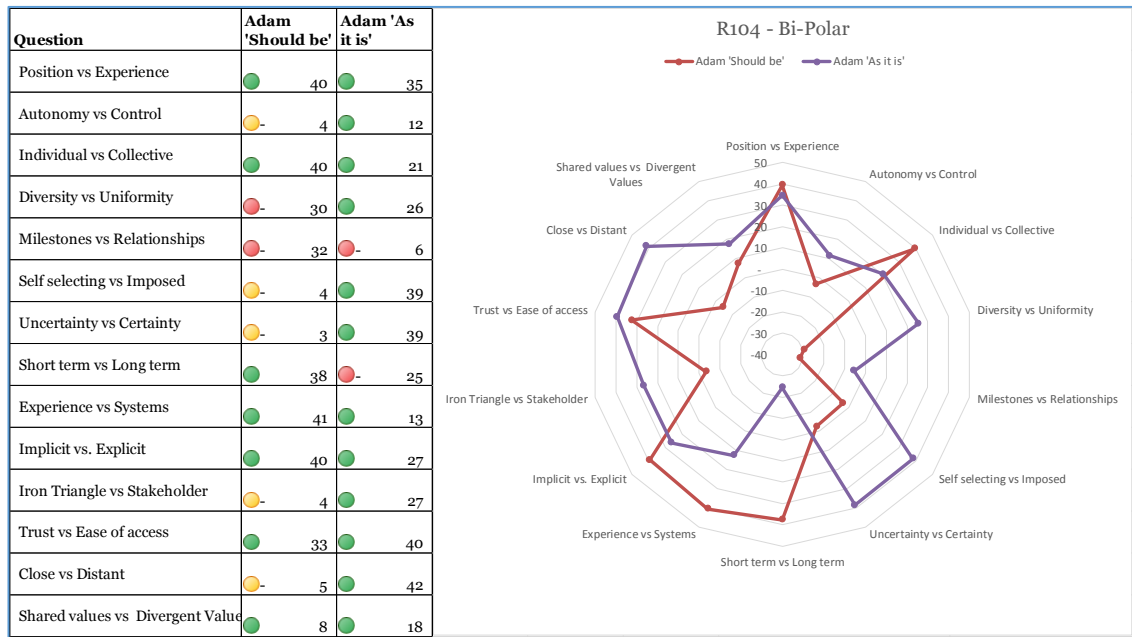 Question Adam 'Should be' Adam 'As it is'
Position vs Experience 40 35
Autonomy vs Control - 4 12
Individual vs Collective 40 21
Diversity vs Uniformity - 30 26
Milestones vs Relationships - 32 - 6
Self selecting vs Imposed - 4 39
Uncertainty vs Certainty - 3 39
Short term vs Long term 38 - 25
Experience vs Systems 41 13
Implicit vs. Explicit 40 27
Iron Triangle vs Stakeholder - 4 27
Trust vs Ease of access 33 40
Close vs Distant - 5 42
Shared values vs Divergent Value 8 18
R104 - Bi-Polar
Adam 'Should be' Adam 'As it is'
Position vs Experience
Shared values vs Divergent
Values
Autonomy vs Control
Close vs Distant
Individual vs Collective
Trust vs Ease of access
Diversity vs Uniformity
Iron Triangle vs Stakeholder
Milestones vs Relationships
Implicit vs. Explicit
Self selecting vs Imposed
Experience vs Systems
Uncertainty vs Certainty
Short term vs Long term
50
40
30
20
10
-
-10
-20
-30
-40